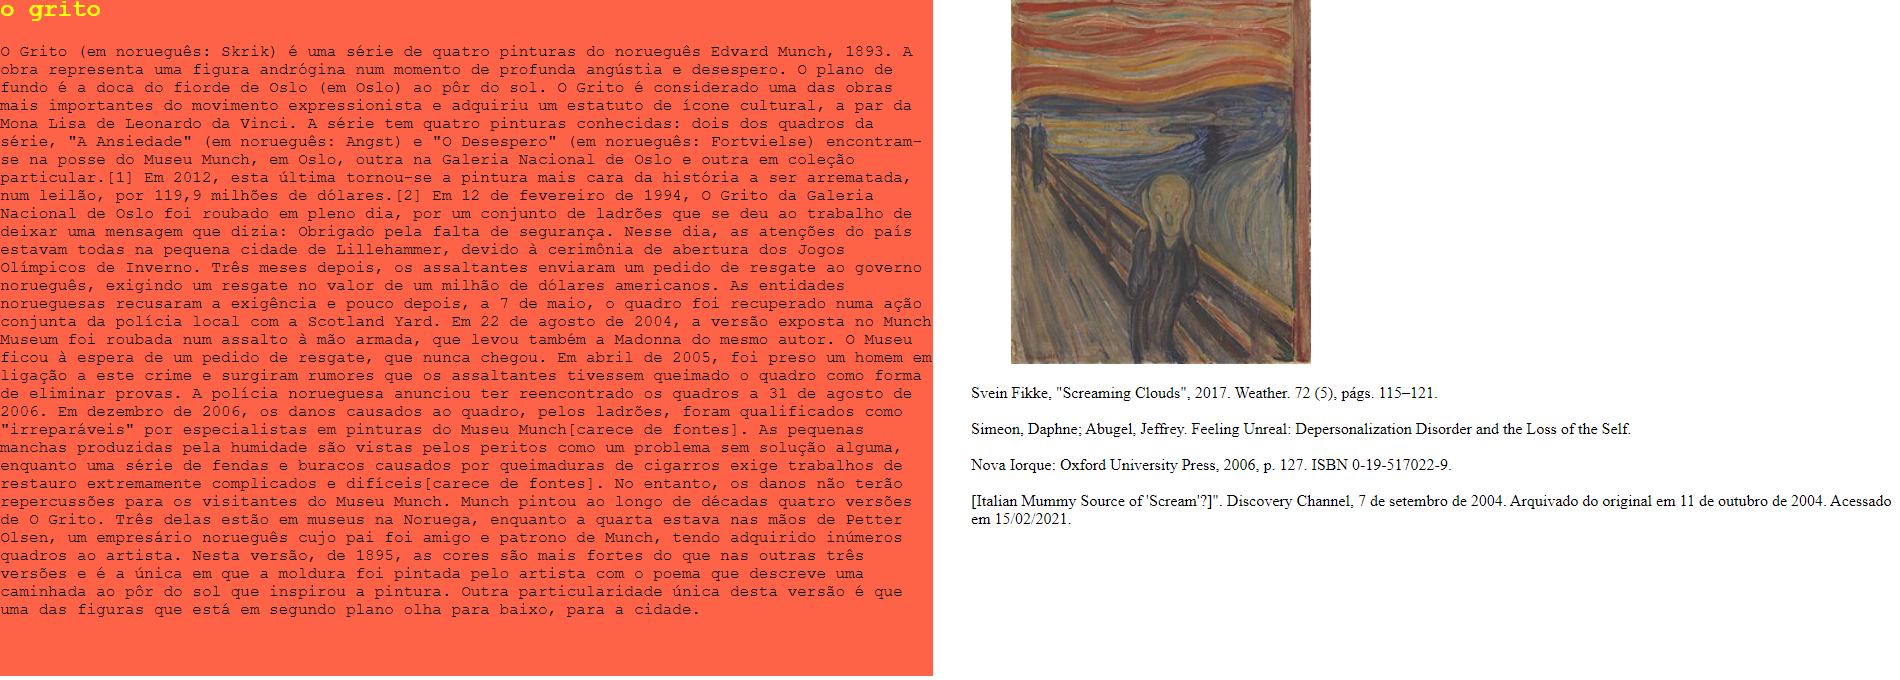 o grito
O Grito (em norueguês: Skrik) é uma série de quatro pinturas do norueguês Edvard Munch, 1893. A
obra representa uma figura andrógina num momento de profunda angústia e desespero. O plano de
fundo é a doca do fiorde de Oslo (em Oslo) ao pôr do sol. O Grito é considerado uma das obras
mais importantes do movimento expressionista e adquiriu um estatuto de ícone cultural, a par da
Mona Lisa de Leonardo da Vinci. A série tem quatro pinturas conhecidas: dois dos quadros da
série, "A Ansiedade" (em norueguês: Angst) e "O Desespero" (em norueguês: Fortvielse) encontram-
se na posse do Museu Munch, em Oslo, outra na Galeria Nacional de Oslo e outra em coleção
particular.[1] Em 2012, esta última tornou-se a pintura mais cara da história a ser arrematada,
num leilão, por 119,9 milhões de dólares.[2] Em 12 de fevereiro de 1994, O Grito da Galeria
Nacional de Oslo foi roubado em pleno dia, por um conjunto de ladrões que se deu ao trabalho de
deixar uma mensagem que dizia: Obrigado pela falta de segurança. Nesse dia, as atenções do país
estavam todas na pequena cidade de Lillehammer, devido à cerimônia de abertura dos Jogos
Olímpicos de Inverno. Três meses depois, os assaltantes enviaram um pedido de resgate ao governo
norueguês, exigindo um resgate no valor de um milhão de dólares americanos. As entidades
norueguesas recusaram a exigência e pouco depois, a 7 de maio, o quadro foi recuperado numa ação
conjunta da polícia local com a Scotland Yard. Em 22 de agosto de 2004, a versão exposta no Munch
Museum foi roubada num assalto à mão armada, que levou também a Madonna do mesmo autor. O Museu
ficou à espera de um pedido de resgate, que nunca chegou. Em abril de 2005, foi preso um homem em
ligação a este crime e surgiram rumores que os assaltantes tivessem queimado o quadro como forma
de eliminar provas. A polícia norueguesa anunciou ter reencontrado os quadros a 31 de agosto de
2006. Em dezembro de 2006, os danos causados ao quadro, pelos ladrões, foram qualificados como
"irreparáveis" por especialistas em pinturas do Museu Munch[carece de fontes]. As pequenas
manchas produzidas pela humidade são vistas pelos peritos como um problema sem solução alguma,
enquanto uma série de fendas e buracos causados por queimaduras de cigarros exige trabalhos de
restauro extremamente complicados e difíceis[carece de fontes]. No entanto, os danos não terão
repercussões para os visitantes do Museu Munch. Munch pintou ao longo de décadas quatro versões
de O Grito. Três delas estão em museus na Noruega, enquanto a quarta estava nas mãos de Petter
Olsen, um empresário norueguês cujo pai foi amigo e patrono de Munch, tendo adquirido inúmeros
quadros ao artista. Nesta versão, de 1895, as cores são mais fortes do que nas outras três
versões e é a única em que a moldura foi pintada pelo artista com o poema que descreve uma
caminhada ao pôr do sol que inspirou a pintura. Outra particularidade única desta versão é que
uma das figuras que está em segundo plano olha para baixo, para a cidade.
Svein Fikke, "Screaming Clouds", 2017. Weather. 72 (5), págs. 115–121.
Simeon, Daphne; Abugel, Jeffrey. Feeling Unreal: Depersonalization Disorder and the Loss of the Self.
Nova Iorque: Oxford University Press, 2006, p. 127. ISBN 0-19-517022-9.
[Italian Mummy Source of 'Scream'?]". Discovery Channel, 7 de setembro de 2004. Arquivado do original em 11 de outubro de 2004. Acessado
em 15/02/2021.